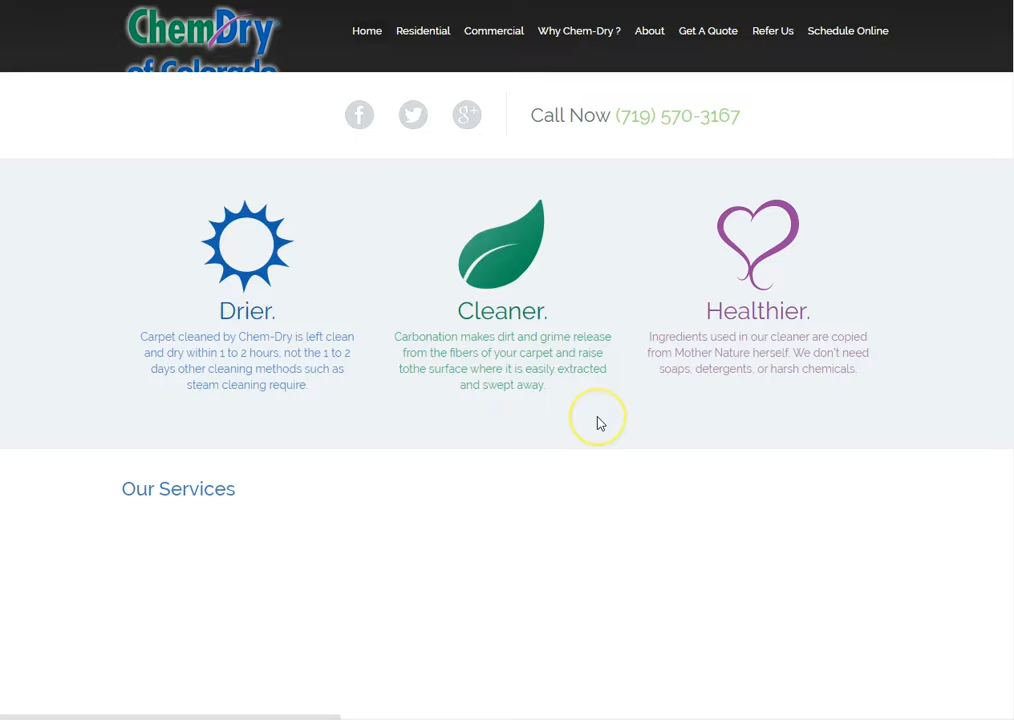 ChemDry
of Colorado
Home Residential Commercial Why Chem-Dry ? About Get A Quote Refer Us Schedule Online
Call Now (719) 570-3167
Drier.
Carpet cleaned by Chem-Dry is left clean
and dry within 1 to 2 hours, not the 1 to 2
days other cleaning methods such as
steam cleaning require.
Cleaner.
Carbonation makes dirt and grime release
from the fibers of your carpet and raise
tothe surface where it is easily extracted
and swept away.
Healthier.
Ingredients used in our cleaner are copied
from Mother Nature herself. We don't need
soaps, detergents, or harsh chemicals.
Our Services